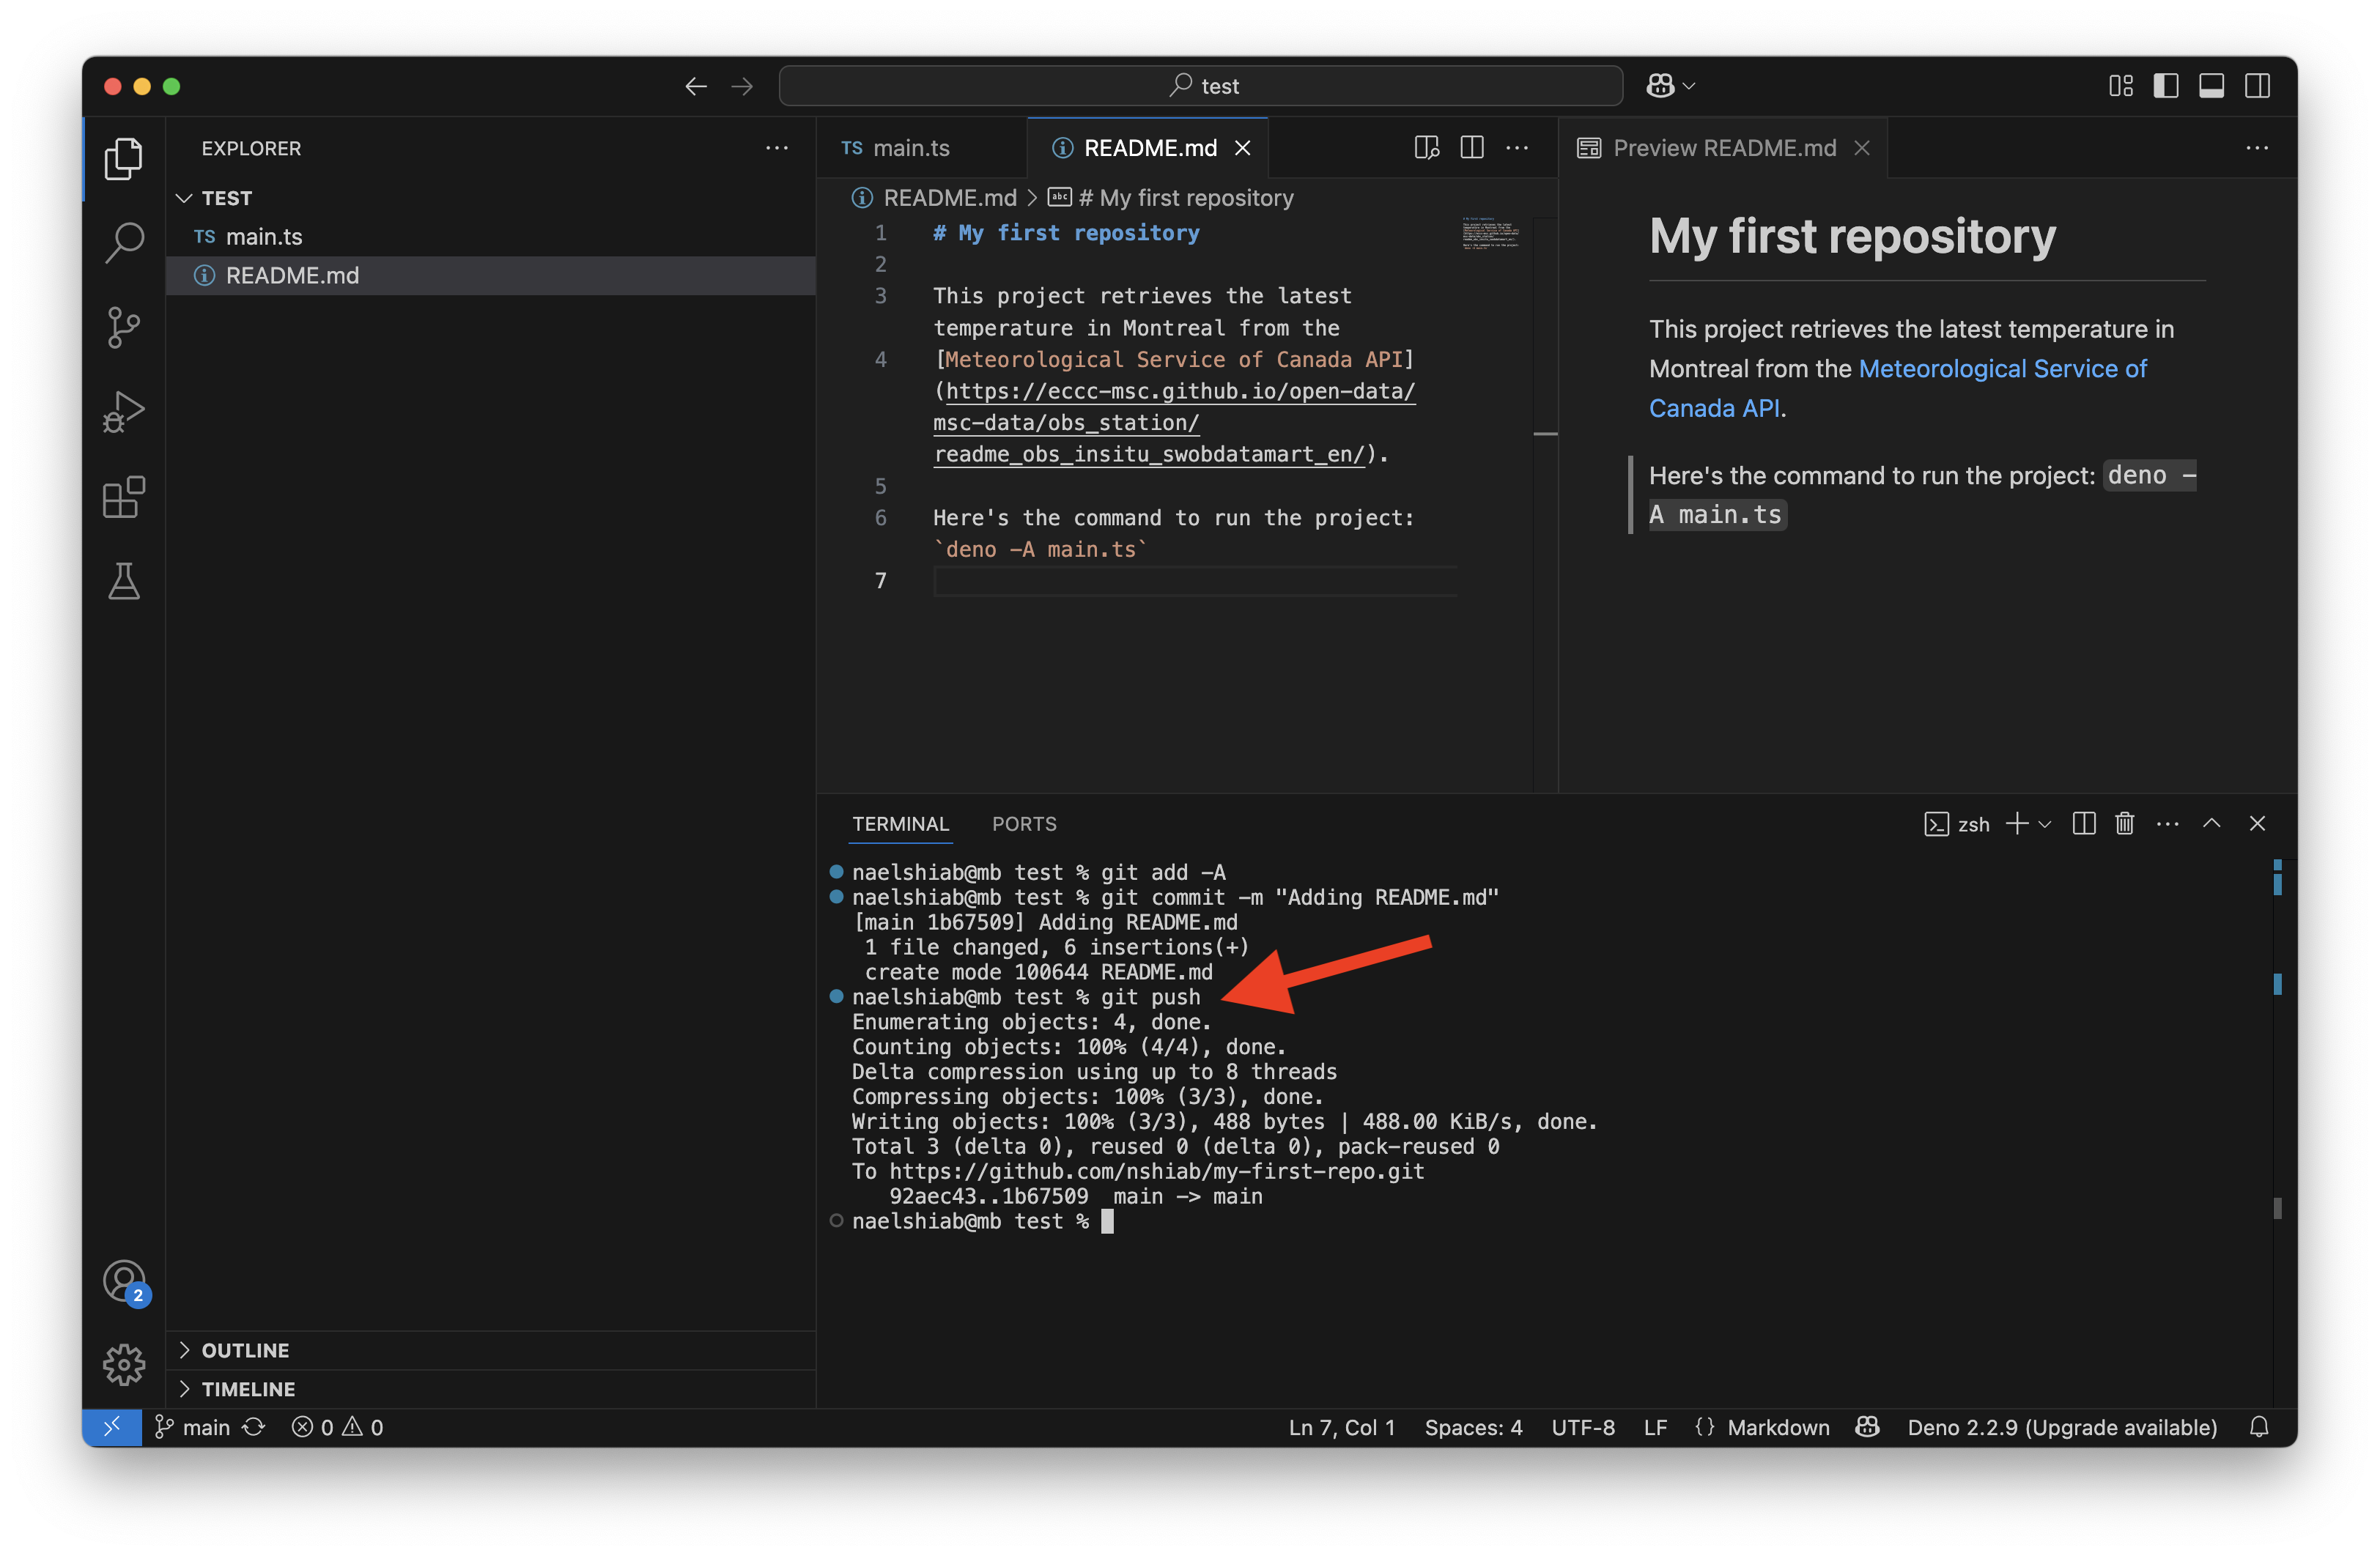 test
EXPLORER
TEST
TS main.ts
README.md
OUTLINE
TIMELINE
TS main.ts
README.md
README.md > # My first repository
1 # My first repository
2
3 This project retrieves the latest
temperature in Montreal from the
4 [Meteorological Service of Canada API]
(https://eccc-msc.github.io/open-data/
msc-data/obs_station/
readme_obs_insitu_swobdatamart_en/).
5
6 Here's the command to run the project:
`deno -A main.ts`
7
Preview README.md
My first repository
This project retrieves the latest temperature in
Montreal from the Meteorological Service of
Canada API.
Here's the command to run the project: deno -
A main.ts
TERMINAL
PORTS
zsh
naelshiab@mb test % git add -A
naelshiab@mb test % git commit -m "Adding README.md"
[main 1b67509] Adding README.md
1 file changed, 6 insertions(+)
create mode 100644 README.md
naelshiab@mb test % git push
Enumerating objects: 4, done.
Counting objects: 100% (4/4), done.
Delta compression using up to 8 threads
Compressing objects: 100% (3/3), done.
Writing objects: 100% (3/3), 488 bytes | 488.00 KiB/s, done.
Total 3 (delta 0), reused 0 (delta 0), pack-reused 0
To https://github.com/nshiab/my-first-repo.git
92aec43..1b67509 main -> main
naelshiab@mb test %
2
main 0 0 Ln 7, Col 1 Spaces: 4 UTF-8 LF {} Markdown Deno 2.2.9 (Upgrade available)